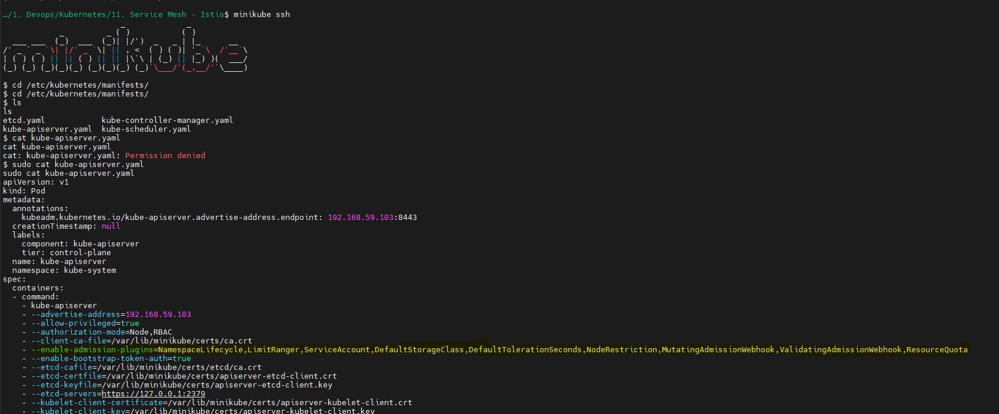 …/1. Devops/Kubernetes/11. Service Mesh - Istio$ minikube ssh
minikube
$ cd /etc/kubernetes/manifests/
$ cd /etc/kubernetes/manifests/
$ ls
ls
etcd.yaml            kube-controller-manager.yaml
kube-apiserver.yaml  kube-scheduler.yaml
$ cat kube-apiserver.yaml
cat kube-apiserver.yaml
cat: kube-apiserver.yaml: Permission denied
$ sudo cat kube-apiserver.yaml
sudo cat kube-apiserver.yaml
apiVersion: v1
kind: Pod
metadata:
  annotations:
    kubeadm.kubernetes.io/kube-apiserver.advertise-address.endpoint: 192.168.59.103:8443
  creationTimestamp: null
  labels:
    component: kube-apiserver
    tier: control-plane
  name: kube-apiserver
  namespace: kube-system
spec:
  containers:
  - command:
    - kube-apiserver
    - --advertise-address=192.168.59.103
    - --allow-privileged=true
    - --authorization-mode=Node,RBAC
    - --client-ca-file=/var/lib/minikube/certs/ca.crt
    - --enable-admission-plugins=NamespaceLifecycle,LimitRanger,ServiceAccount,DefaultStorageClass,DefaultTolerationSeconds,NodeRestriction,MutatingAdmissionWebhook,ValidatingAdmissionWebhook,ResourceQuota
    - --enable-bootstrap-token-auth=true
    - --etcd-cafile=/var/lib/minikube/certs/etcd/ca.crt
    - --etcd-certfile=/var/lib/minikube/certs/apiserver-etcd-client.crt
    - --etcd-keyfile=/var/lib/minikube/certs/apiserver-etcd-client.key
    - --etcd-servers=https://127.0.0.1:2379
    - --kubelet-client-certificate=/var/lib/minikube/certs/apiserver-kubelet-client.crt
    - --kubelet-client-key=/var/lib/minikube/certs/apiserver-kubelet-client.key